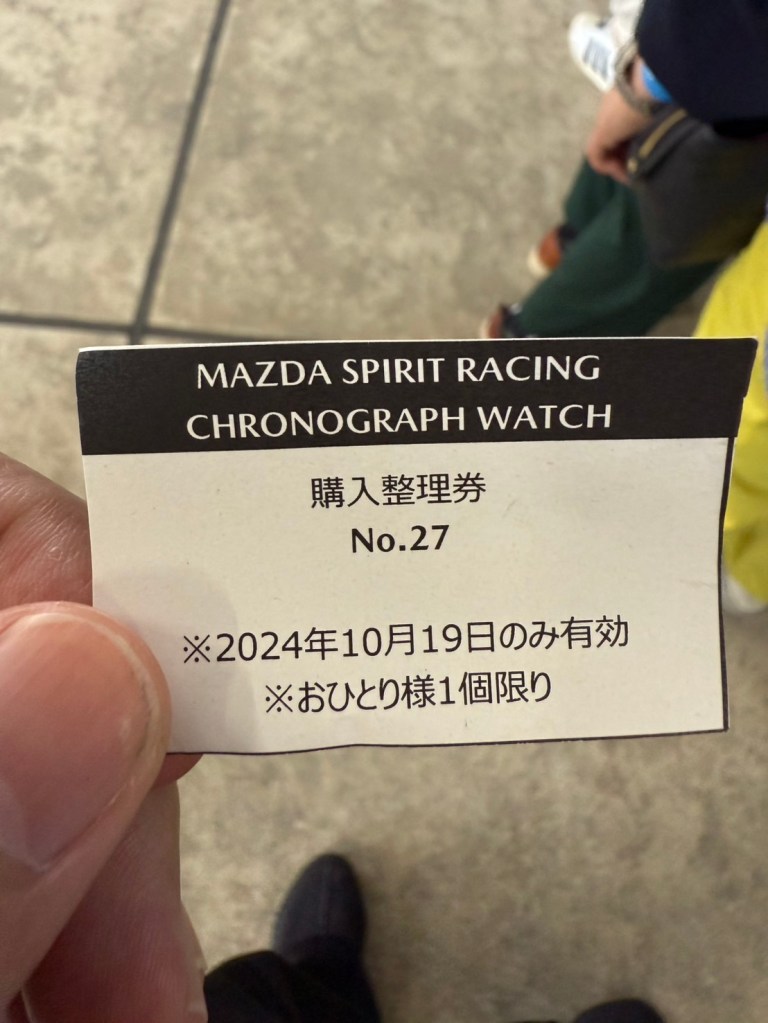 MAZDA SPIRIT RACING
CHRONOGRAPH WATCH
購入整理券
No.27
※2024年10月19日のみ有効
※おひとり様1個限り